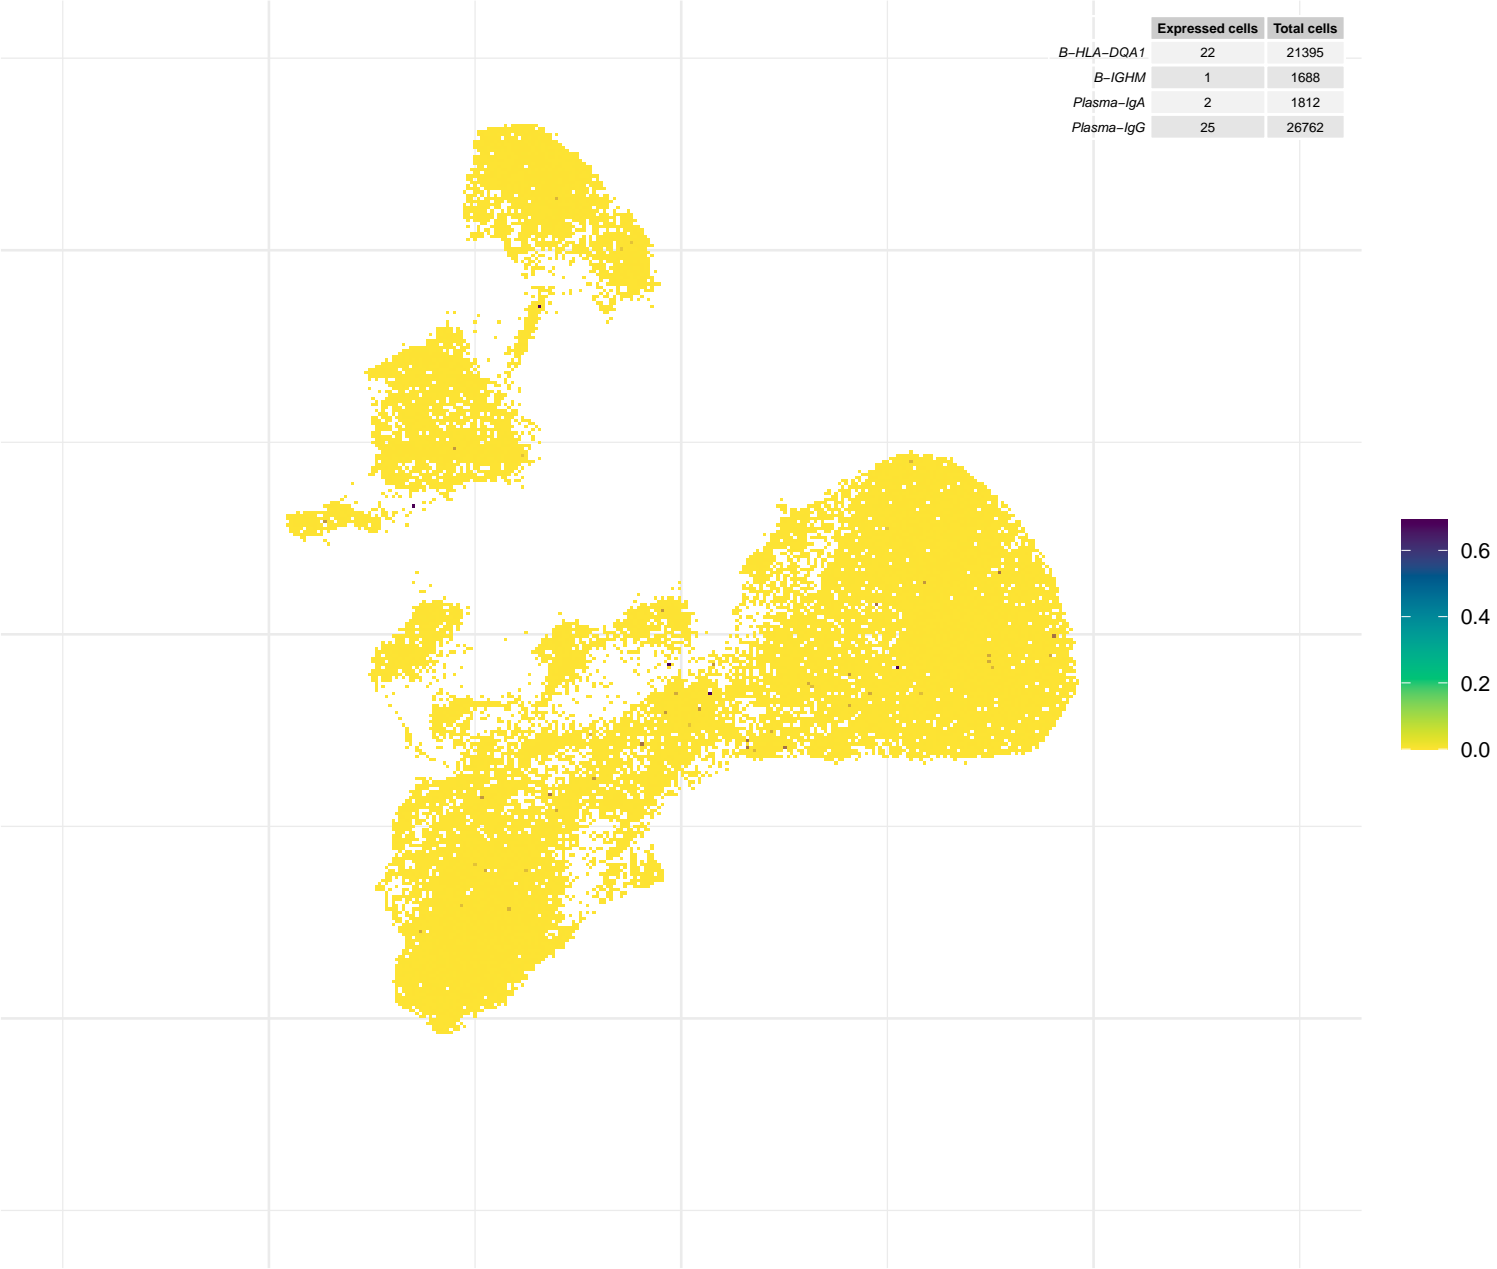 Expressed cells Total cells
B−HLA−DQA1 22 21395
B−IGHM 1 1688
Plasma−IgA 2 1812
Plasma−IgG 25 26762
0.6
0.4
0.2
0.0